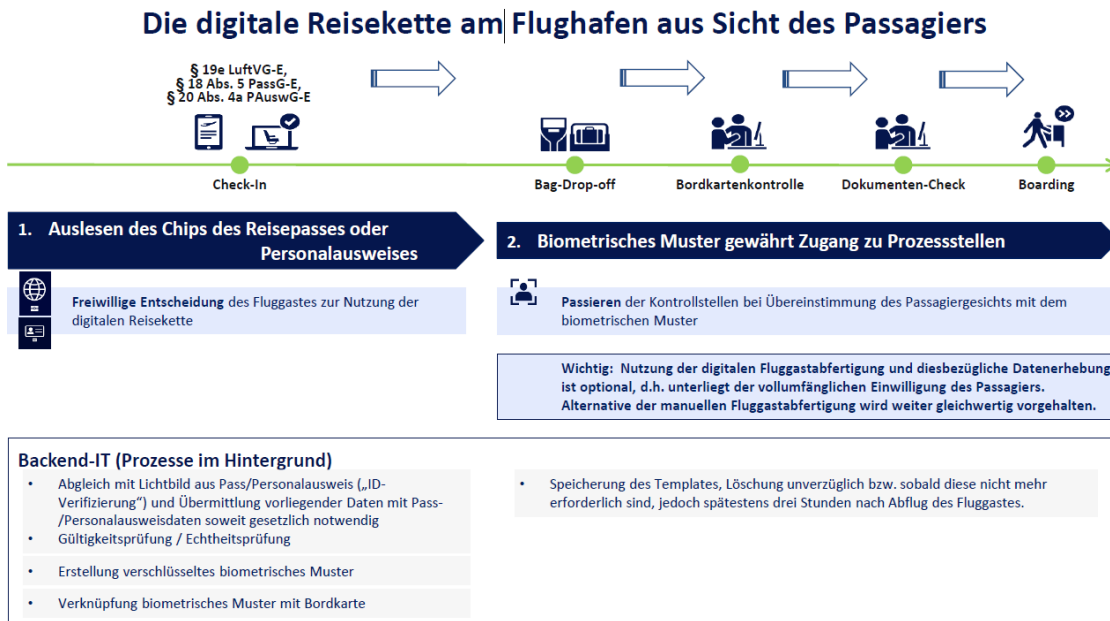 Die digitale Reisekette am Flughafen aus Sicht des Passagiers
§ 19e LuftVG-E,
§ 18 Abs. 5 PassG-E,
§ 20 Abs. 4a PAuswG-E
Check-In
Bag-Drop-off
Bordkartenkontrolle
Dokumenten-Check
Boarding
1. Auslesen des Chips des Reisepasses oder
Personalausweises
Freiwillige Entscheidung des Fluggastes zur Nutzung der
digitalen Reisekette
2. Biometrisches Muster gewährt Zugang zu Prozessstellen
Passieren der Kontrollstellen bei Übereinstimmung des Passagiergesichts mit dem
biometrischen Muster
Wichtig: Nutzung der digitalen Fluggastabfertigung und diesbezügliche Datenerhebung
ist optional, d.h. unterliegt der vollumfänglichen Einwilligung des Passagiers.
Alternative der manuellen Fluggastabfertigung wird weiter gleichwertig vorgehalten.
Backend-IT (Prozesse im Hintergrund)
• Abgleich mit Lichtbild aus Pass/Personalausweis („ID-
Verifizierung“) und Übermittlung vorliegender Daten mit Pass-
/Personalausweisdaten soweit gesetzlich notwendig
• Gültigkeitsprüfung / Echtheitsprüfung
• Erstellung verschlüsseltes biometrisches Muster
• Verknüpfung biometrisches Muster mit Bordkarte
• Speicherung des Templates, Löschung unverzüglich bzw. sobald diese nicht mehr
erforderlich sind, jedoch spätestens drei Stunden nach Abflug des Fluggastes.